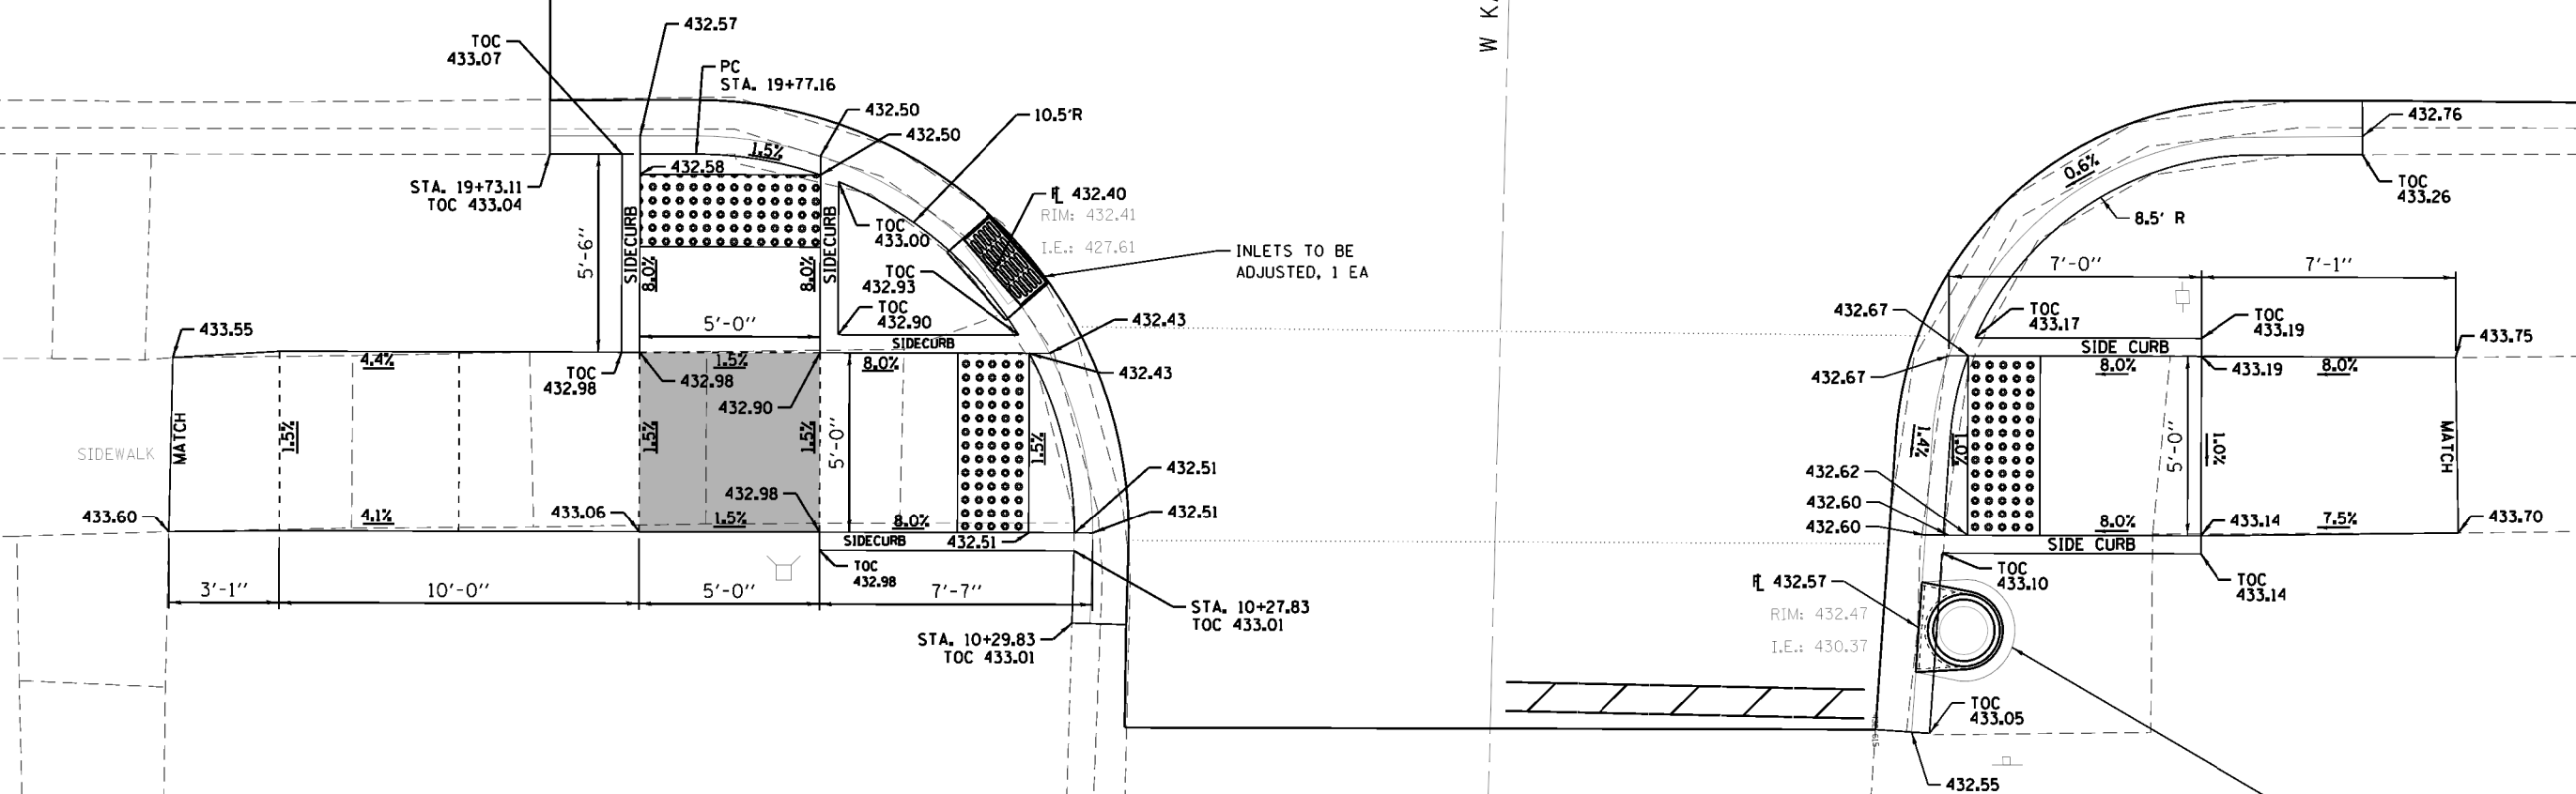 W K
432.57
TOC
433.07
PC
STA. 19+77.16
432.50
10.5'R
432.50
1.5%
432.58
STA. 19+73.11
TOC 433.04
5'-6"
SIDECURB
8.0%
8.0%
SIDECURB
TOC
433.00
℄ 432.40
RIM: 432.41
I.E.: 427.61
INLETS TO BE
ADJUSTED, 1 EA
TOC
432.93
TOC
432.90
5'-0"
SIDECURB
432.43
432.43
433.55
4.4%
TOC
432.98
1.5%
432.98
432.90
8.0%
SIDEWALK
MATCH
1.5%
1.5%
1.5%
5'-0"
1.5%
432.51
432.51
433.60
4.1%
433.06
432.98
1.5%
8.0%
SIDECURB
432.51
TOC
432.98
3'-1"
10'-0"
5'-0"
7'-7"
STA. 10+27.83
TOC 433.01
STA. 10+29.83
TOC 433.01
432.76
0.6%
TOC
433.26
8.5' R
7'-0"
7'-1"
432.67
TOC
433.17
TOC
433.19
433.75
SIDE CURB
432.67
8.0%
433.19
8.0%
1.4%
1.0%
5'-0"
1.0%
MATCH
432.62
432.60
432.60
8.0%
433.14
7.5%
433.70
SIDE CURB
TOC
433.10
TOC
433.14
℄ 432.57
RIM: 432.47
I.E.: 430.37
TOC
433.05
432.55